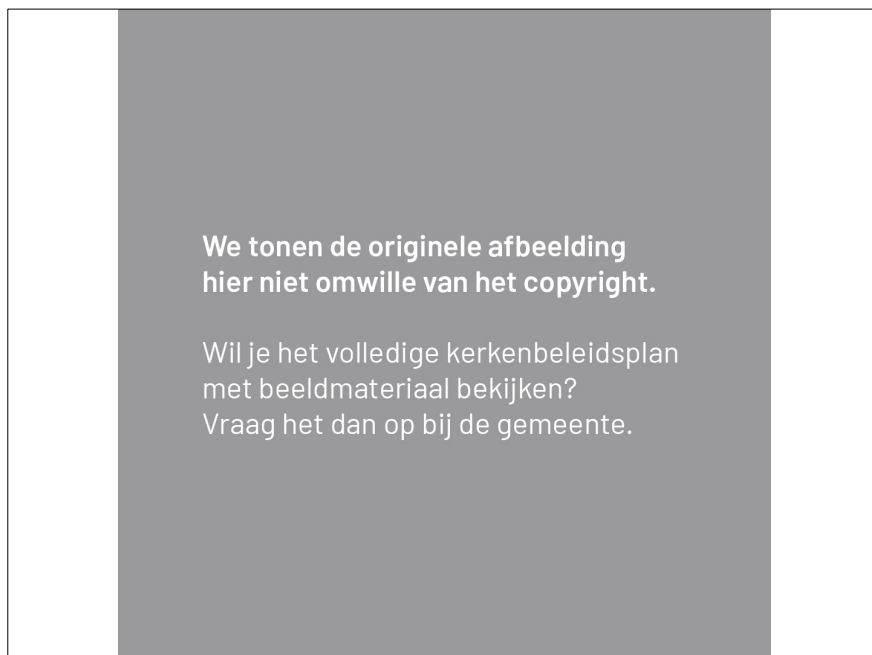 We tonen de originele afbeelding
hier niet omwille van het copyright.
Wil je het volledige kerkenbeleidsplan
met beeldmateriaal bekijken?
Vraag het dan op bij de gemeente.